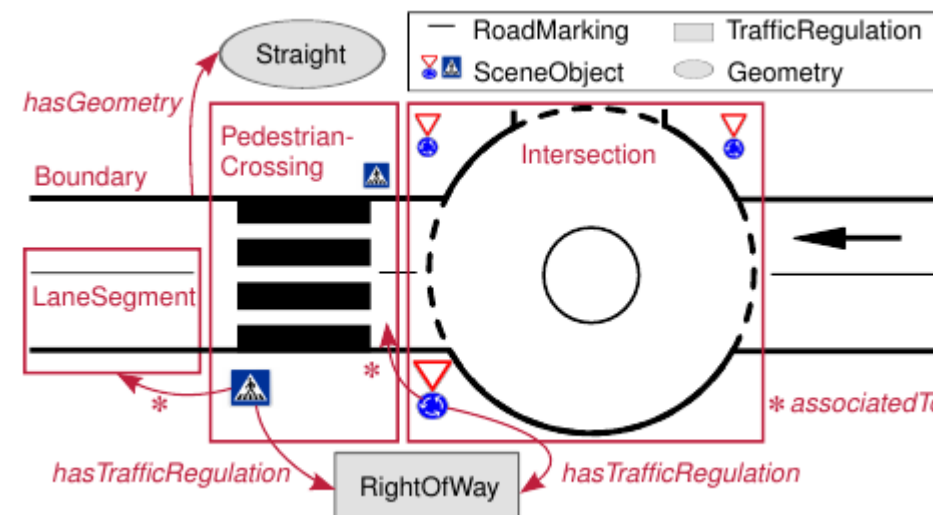 Straight
RoadMarking
TrafficRegulation
SceneObject
Geometry
hasGeometry
Pedestrian-
Crossing
Intersection
Boundary
LaneSegment
*
*
* associatedTo
hasTrafficRegulation
hasTrafficRegulation
RightOfWay